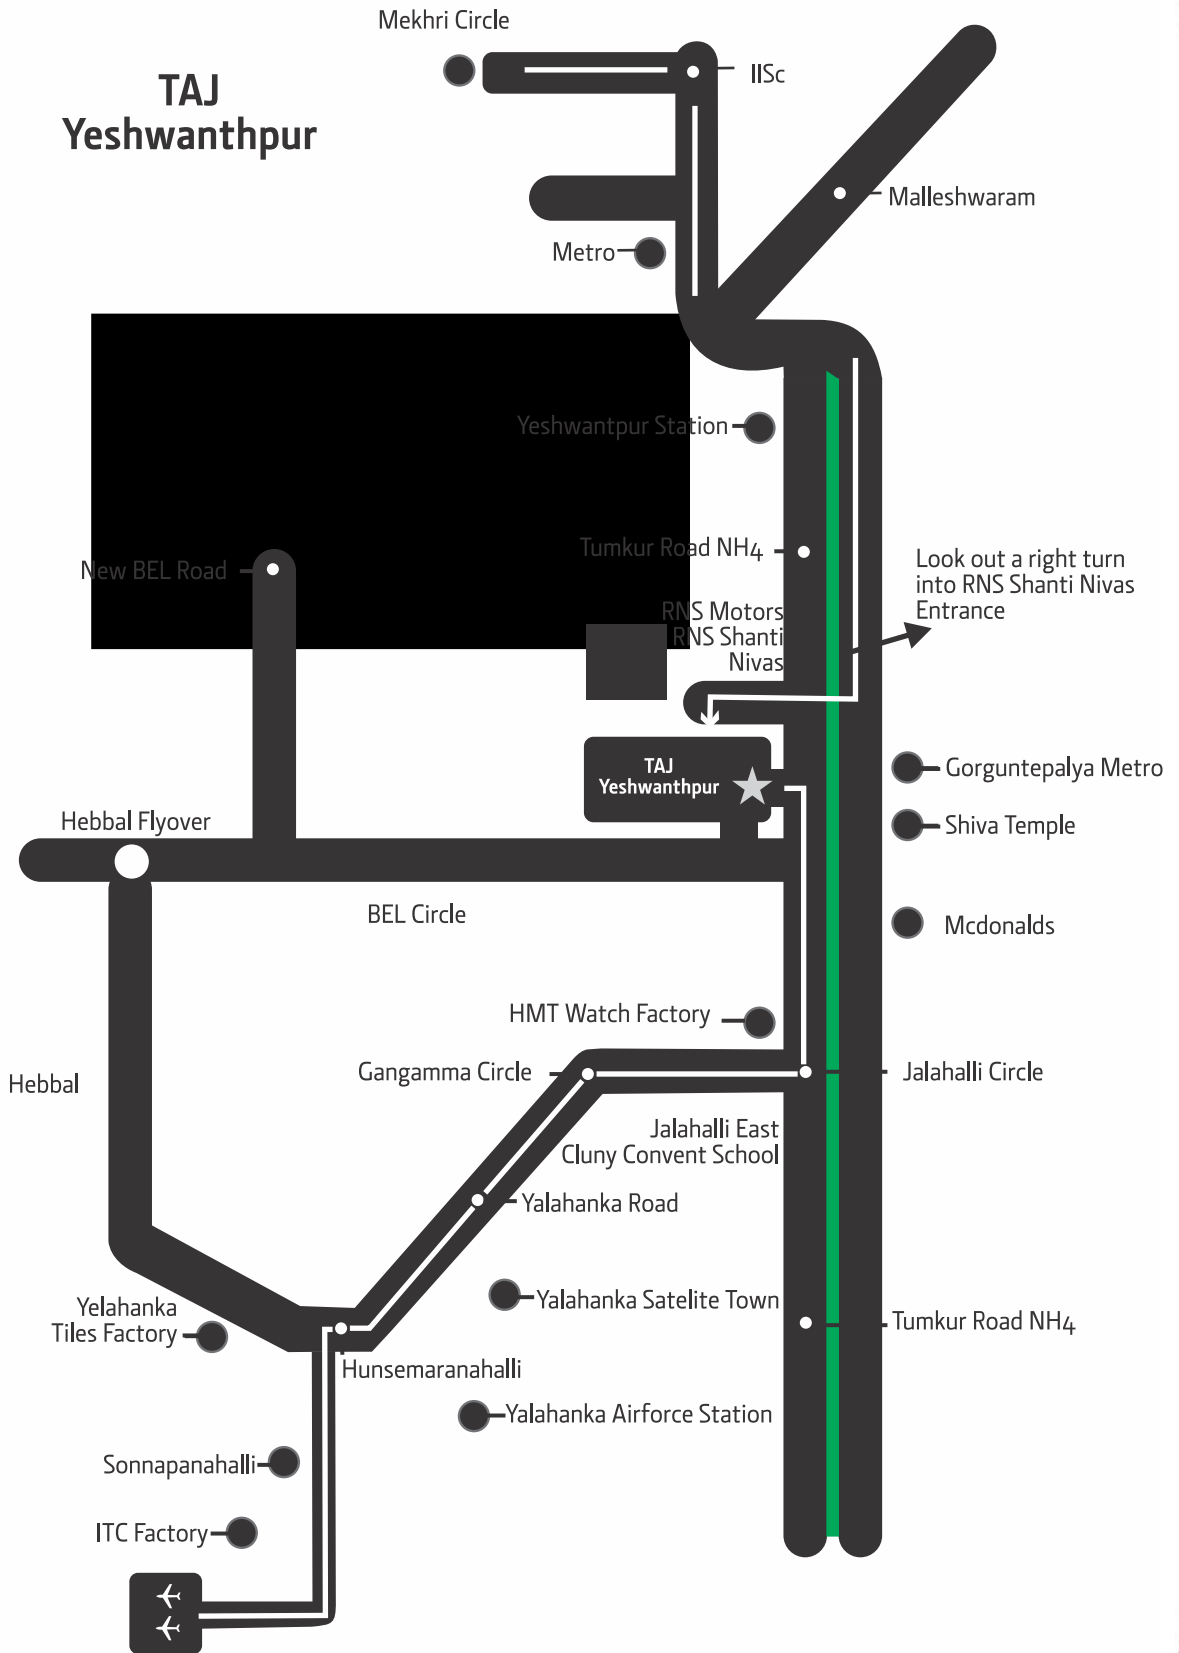 Mekhri Circle
TAJ
Yeshwanthpur
IISc
Malleshwaram
Metro
Yeshwantpur Station
Tumkur Road NH4
New BEL Road
Look out a right turn
into RNS Shanti Nivas
Entrance
RNS Motors
RNS Shanti
Nivas
TAJ
Yeshwanthpur
Gorguntepalya Metro
Hebbal Flyover
Shiva Temple
BEL Circle
Mcdonalds
HMT Watch Factory
Gangamma Circle
Jalahalli Circle
Hebbal
Jalahalli East
Cluny Convent School
Yalahanka Road
Yalahanka Satelite Town
Yelahanka
Tiles Factory
Tumkur Road NH4
Hunsemaranahalli
Yalahanka Airforce Station
Sonnapanahalli
ITC Factory